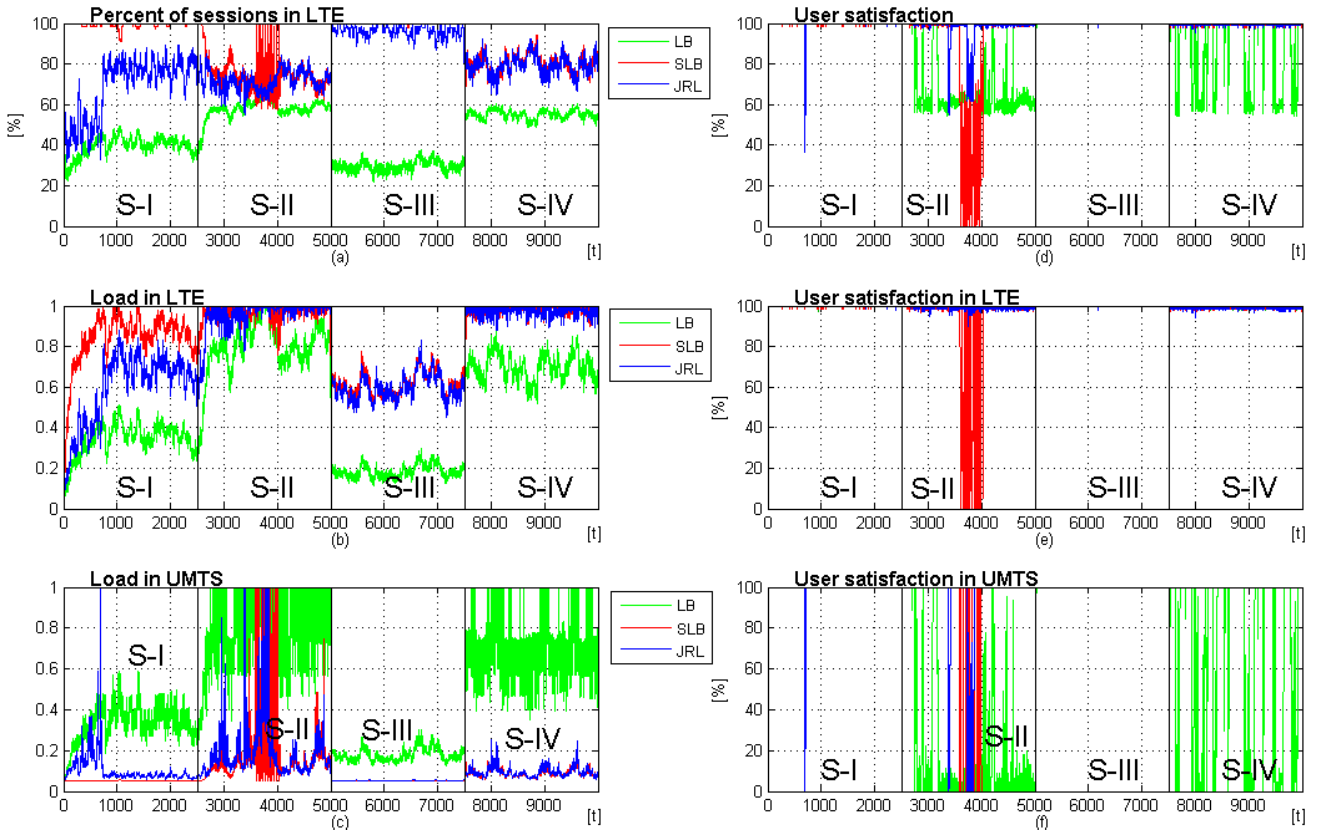 Percent of sessions in LTE
100
80
60
40
20
0
[%]
S-I
S-II
S-III
S-IV
0 1000 2000 3000 4000 5000 6000 7000 8000 9000
[t]
(a)
LB
SLB
JRL
User satisfaction
100
80
60
40
20
0
[%]
S-I
S-II
S-III
S-IV
0 1000 2000 3000 4000 5000 6000 7000 8000 9000
(d)
Load in LTE
1
0.8
0.6
0.4
0.2
0
S-I
S-II
S-III
S-IV
0 1000 2000 3000 4000 5000 6000 7000 8000 9000
[t]
(b)
LB
SLB
JRL
User satisfaction in LTE
100
80
60
40
20
0
[%]
S-I
S-II
S-III
S-IV
0 1000 2000 3000 4000 5000 6000 7000 8000 9000
(e)
Load in UMTS
1
0.8
0.6
0.4
0.2
0
S-I
S-II
S-III
S-IV
0 1000 2000 3000 4000 5000 6000 7000 8000 9000
[t]
(c)
LB
SLB
JRL
User satisfaction in UMTS
100
80
60
40
20
0
[%]
S-I
S-II
S-III
S-IV
0 1000 2000 3000 4000 5000 6000 7000 8000 9000
(f)